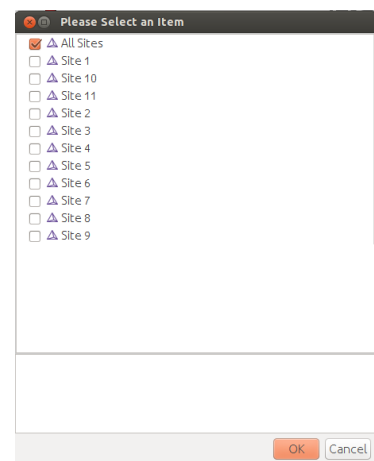 Please Select an Item
All Sites
Site 1
Site 10
Site 11
Site 2
Site 3
Site 4
Site 5
Site 6
Site 7
Site 8
Site 9
OK Cancel